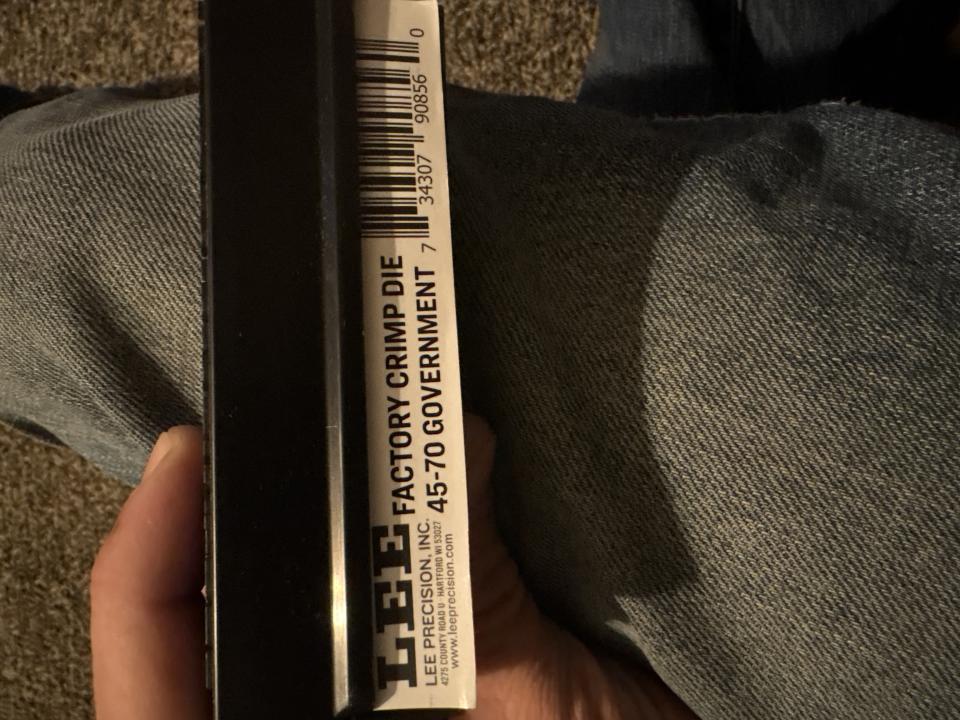 LEE
FACTORY CRIMP DIE
45-70 GOVERNMENT
LEE PRECISION, INC.
4275 COUNTY ROAD U · HARTFORD WI 53027
www.leeprecision.com
7 34307 90856 0